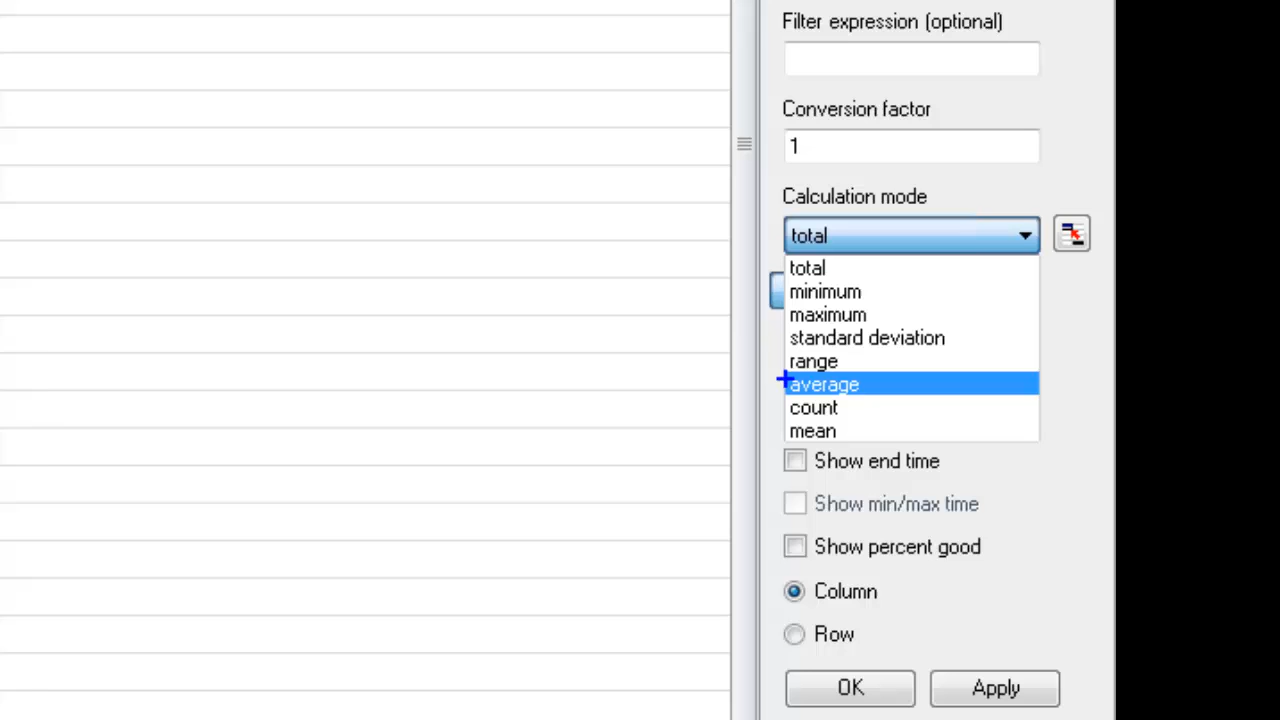 Filter expression (optional)
Conversion factor
1
Calculation mode
total
total
minimum
maximum
standard deviation
range
average
count
mean
Show end time
Show min/max time
Show percent good
Column
Row
OK Apply